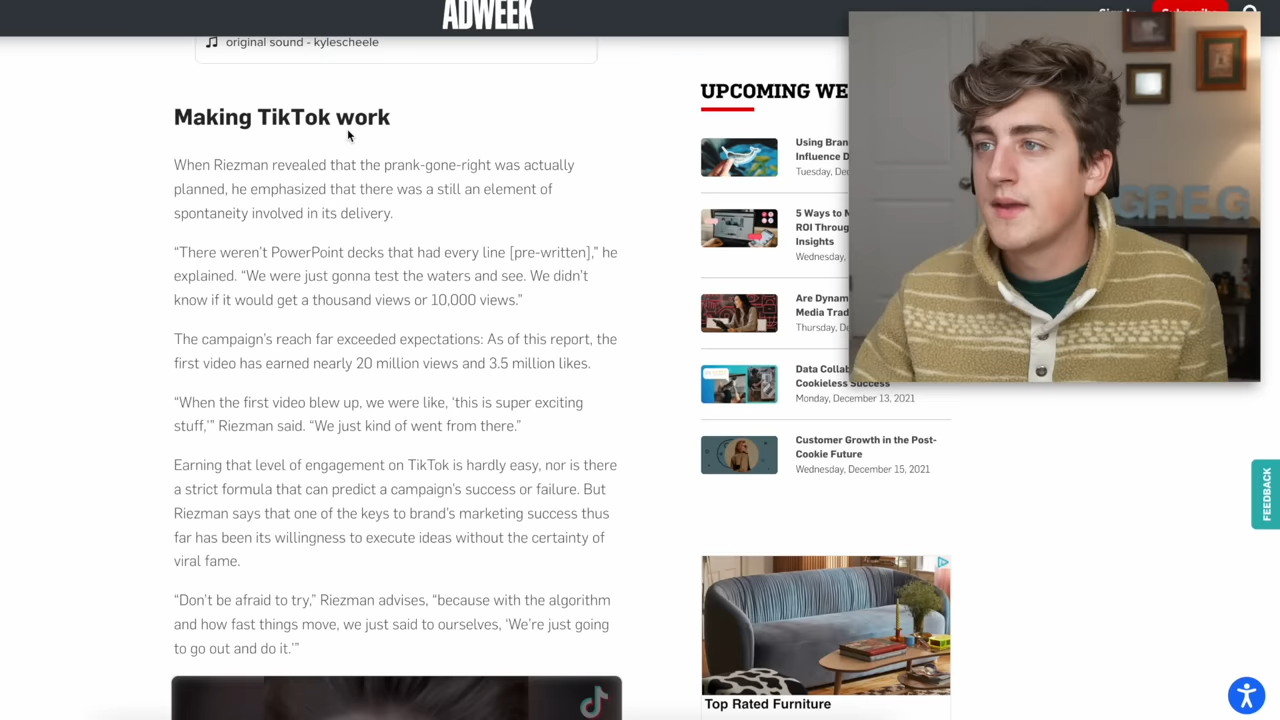 ADWEEK
original sound - kylescheele
Making TikTok work
When Riezman revealed that the prank-gone-right was actually
planned, he emphasized that there was a still an element of
spontaneity involved in its delivery.
“There weren’t PowerPoint decks that had every line [pre-written],” he
explained. “We were just gonna test the waters and see. We didn’t
know if it would get a thousand views or 10,000 views.”
The campaign’s reach far exceeded expectations: As of this report, the
first video has earned nearly 20 million views and 3.5 million likes.
“When the first video blew up, we were like, ‘this is super exciting
stuff,’” Riezman said. “We just kind of went from there.”
Earning that level of engagement on TikTok is hardly easy, nor is there
a strict formula that can predict a campaign’s success or failure. But
Riezman says that one of the keys to brand’s marketing success thus
far has been its willingness to execute ideas without the certainty of
viral fame.
“Don’t be afraid to try,” Riezman advises, “because with the algorithm
and how fast things move, we just said to ourselves, ‘We’re just going
to go out and do it.’”
UPCOMING WE
Using Bran
Influence D
Tuesday, Dec
5 Ways to
ROI Throug
Insights
Wednesday,
Are Dynam
Media Trad
Thursday, De
Data Collab
Cookieless Success
Monday, December 13, 2021
Customer Growth in the Post-
Cookie Future
Wednesday, December 15, 2021
Top Rated Furniture
GREG
FEEDBACK